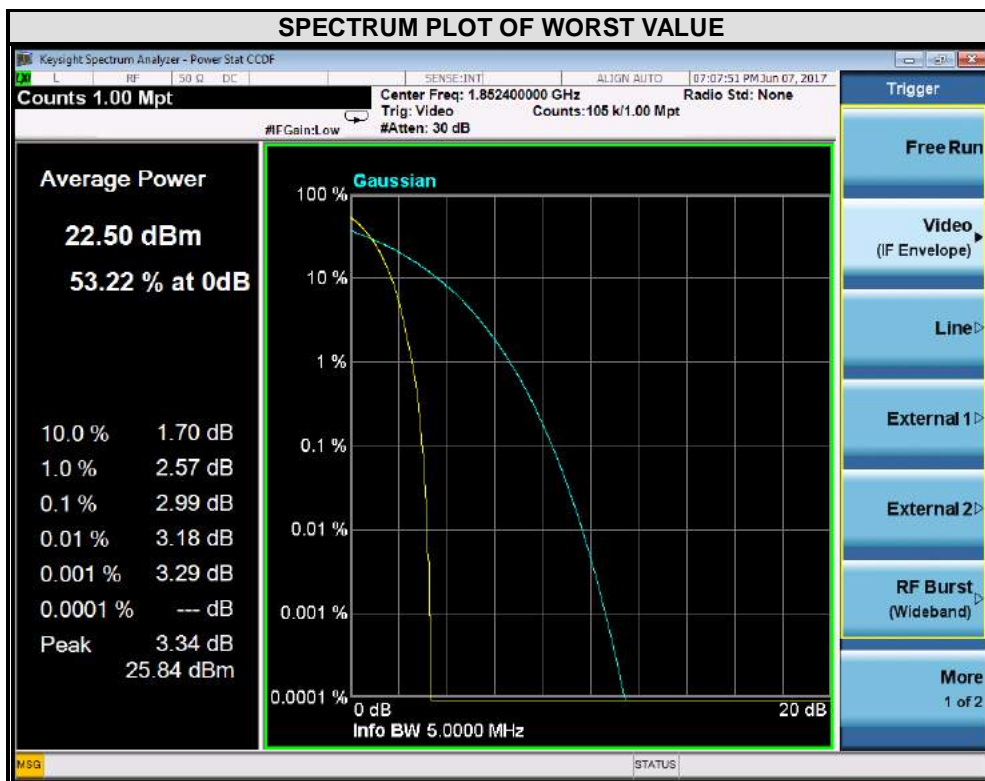 SPECTRUM PLOT OF WORST VALUE
Keysight Spectrum Analyzer - Power Stat CCDF
LXI L RF 50 Ω DC SENSE:INT ALIGN AUTO 07:07:51 PM Jun 07, 2017
Counts 1.00 Mpt
Center Freq: 1.852400000 GHz Radio Std: None
Trig: Video Counts:105 k/1.00 Mpt
#IFGain:Low #Atten: 30 dB
Average Power
22.50 dBm
53.22 % at 0dB
10.0 % 1.70 dB
1.0 % 2.57 dB
0.1 % 2.99 dB
0.01 % 3.18 dB
0.001 % 3.29 dB
0.0001 % --- dB
Peak 3.34 dB
25.84 dBm
Gaussian
100 %
10 %
1 %
0.1 %
0.01 %
0.001 %
0.0001 %
0 dB 20 dB
Info BW 5.0000 MHz
Trigger
Free Run
Video
(IF Envelope)
Line
External 1
External 2
RF Burst
(Wideband)
More
1 of 2
MSG STATUS